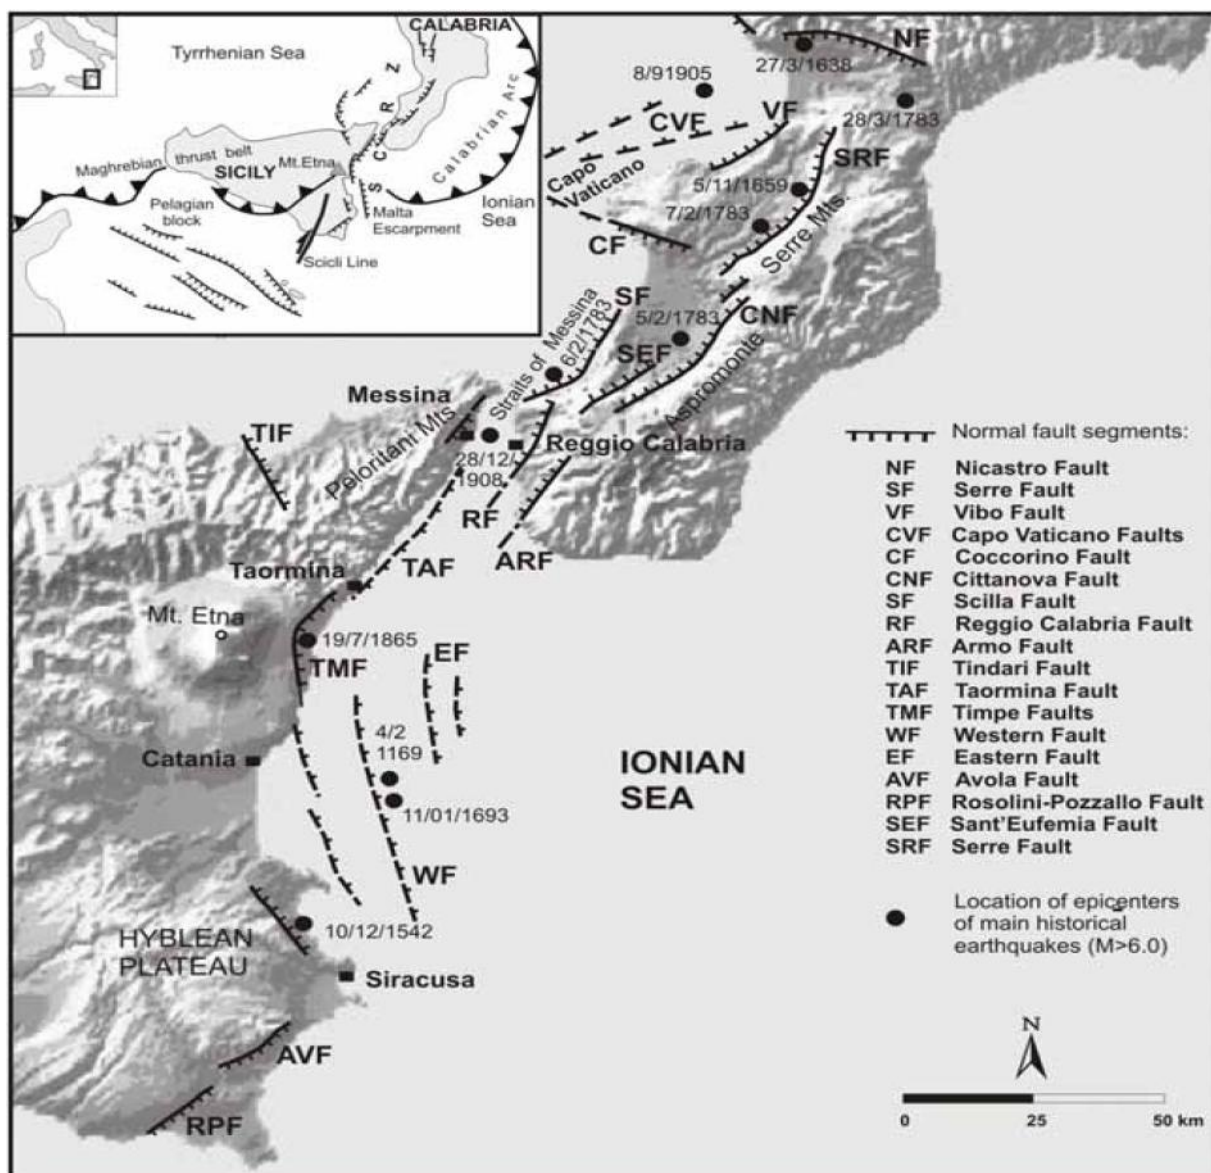 CALABRIA
Tyrrhenian Sea
S C R Z
Calabrian Arc
Maghrebian thrust belt
SICILY
Mt.Etna
Pelagian
block
Malta
Escarpment
Ionian
Sea
Scicli Line
NF
27/3/1638
8/91905
28/3/1783
CVF
VF
SRF
Capo
Vaticano
5/11/1659
7/2/1783
CF
Serre Mts.
SF
5/2/1783
CNF
SEF
Straits of Messina
6/2/1783
Aspromonte
Messina
TIF
Peloritani Mts
Reggio Calabria
28/12/
1908
RF
ARF
TAF
Taormina
Mt. Etna
19/7/1865
TMF
EF
4/2
1169
Catania
11/01/1693
IONIAN
SEA
WF
10/12/1542
HYBLEAN
PLATEAU
Siracusa
AVF
RPF
Normal fault segments:
NF Nicastro Fault
SF Serre Fault
VF Vibo Fault
CVF Capo Vaticano Faults
CF Coccorino Fault
CNF Cittanova Fault
SF Scilla Fault
RF Reggio Calabria Fault
ARF Armo Fault
TIF Tindari Fault
TAF Taormina Fault
TMF Timpe Faults
WF Western Fault
EF Eastern Fault
AVF Avola Fault
RPF Rosolini-Pozzallo Fault
SEF Sant'Eufemia Fault
SRF Serre Fault
Location of epicenters
of main historical
earthquakes (M>6.0)
N
0 25 50 km